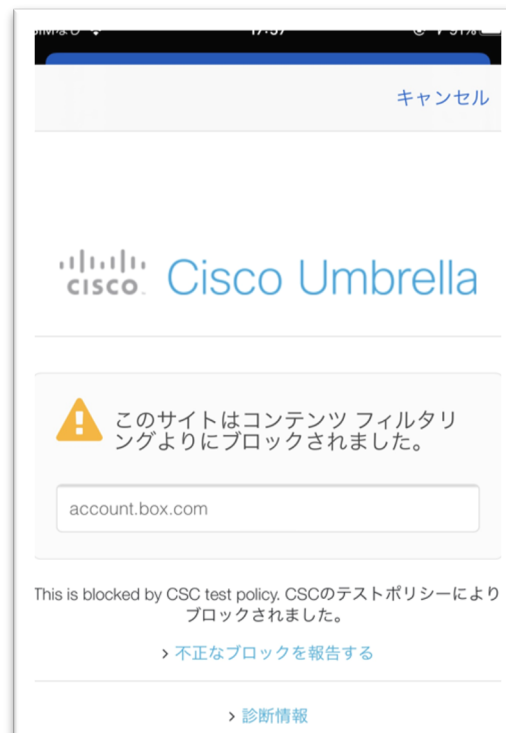 キャンセル
CISCO Cisco Umbrella
このサイトはコンテンツ フィルタリ
ングよりにブロックされました。
account.box.com
This is blocked by CSC test policy. CSCのテストポリシーにより
ブロックされました。
› 不正なブロックを報告する
› 診断情報